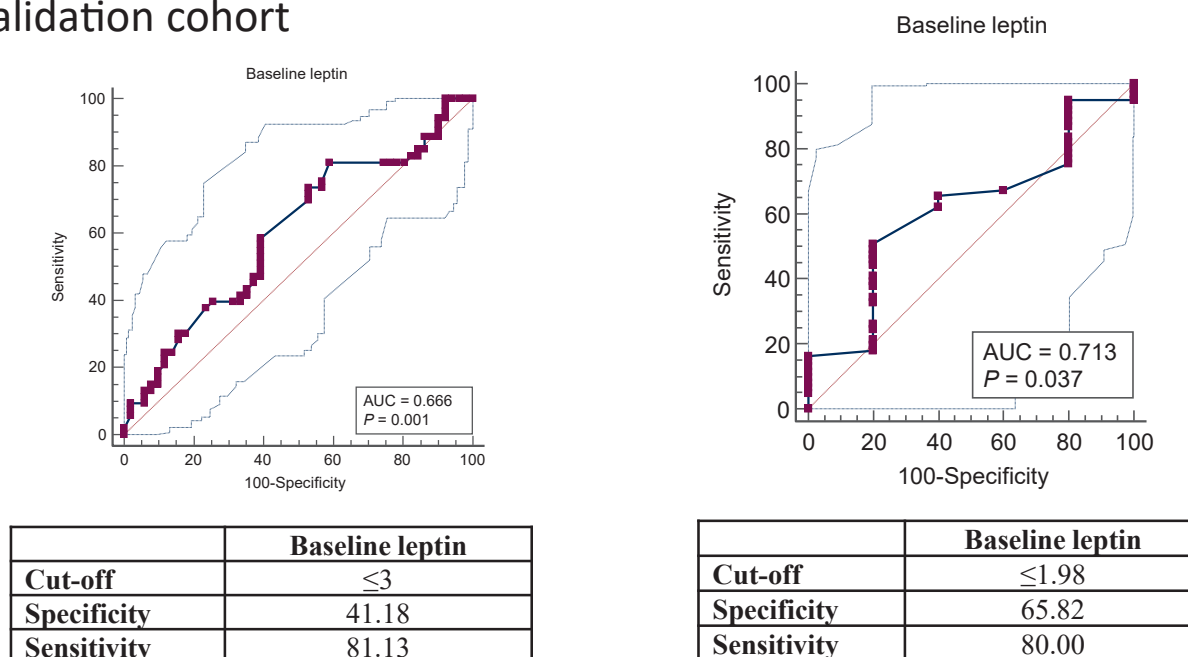 alidation cohort
Baseline leptin
100
80
60
40
20
0
Sensitivity
AUC = 0.666
P = 0.001
0 20 40 60 80 100
100-Specificity
Baseline leptin
Cut-off ≤3
Specificity 41.18
Sensitivity 81.13
Baseline leptin
100
80
60
40
20
0
Sensitivity
AUC = 0.713
P = 0.037
0 20 40 60 80 100
100-Specificity
Baseline leptin
Cut-off ≤1.98
Specificity 65.82
Sensitivity 80.00